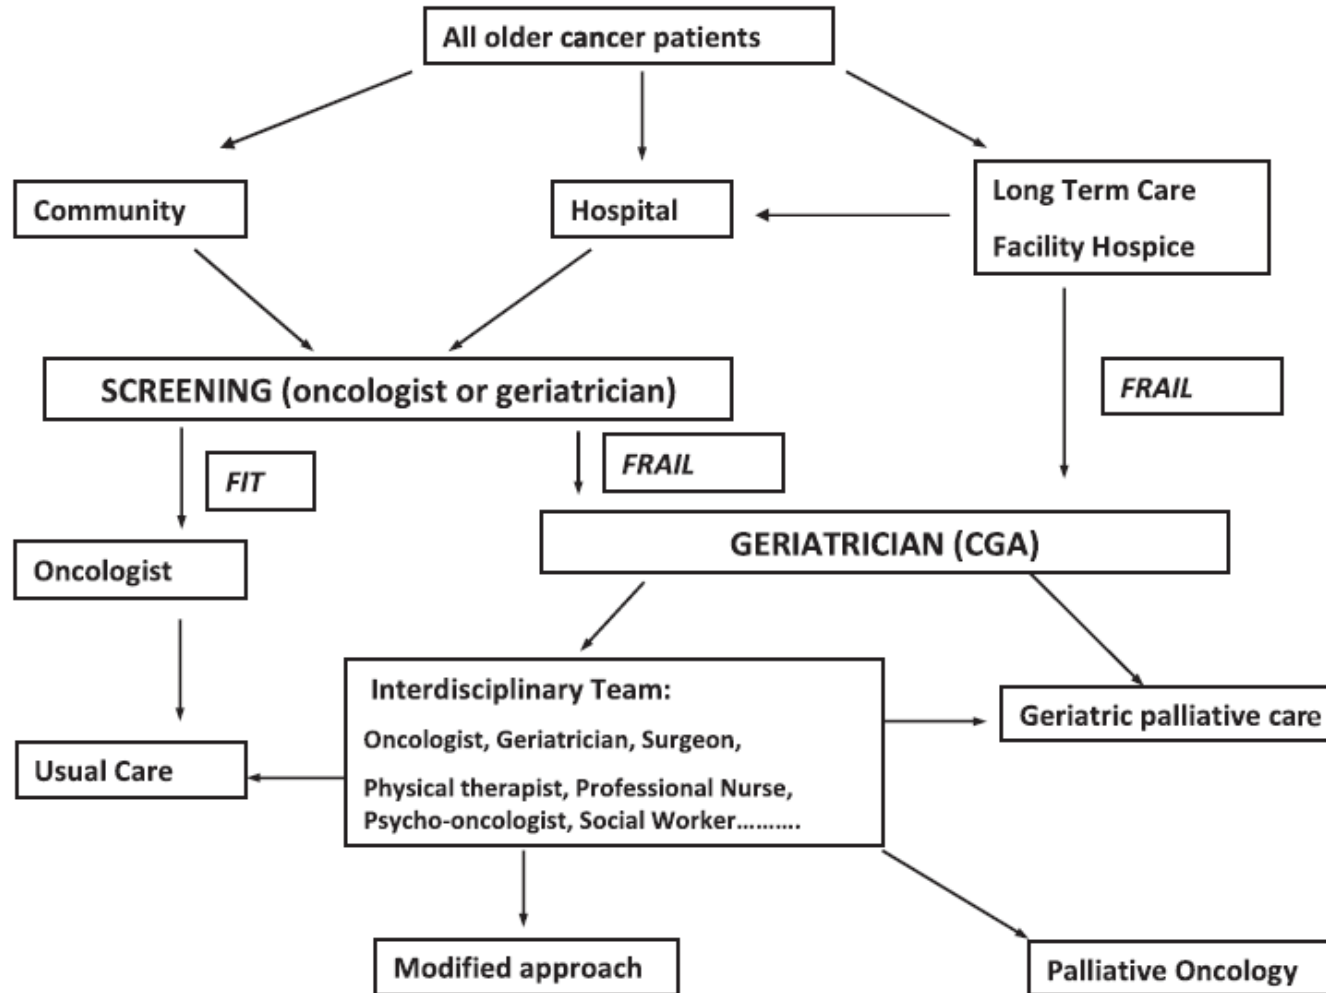 All older cancer patients
Community
Hospital
Long Term Care
Facility Hospice
SCREENING (oncologist or geriatrician)
FRAIL
FIT
FRAIL
GERIATRICIAN (CGA)
Oncologist
Interdisciplinary Team:
Oncologist, Geriatrician, Surgeon,
Physical therapist, Professional Nurse,
Psycho-oncologist, Social Worker……….
Geriatric palliative care
Usual Care
Modified approach
Palliative Oncology